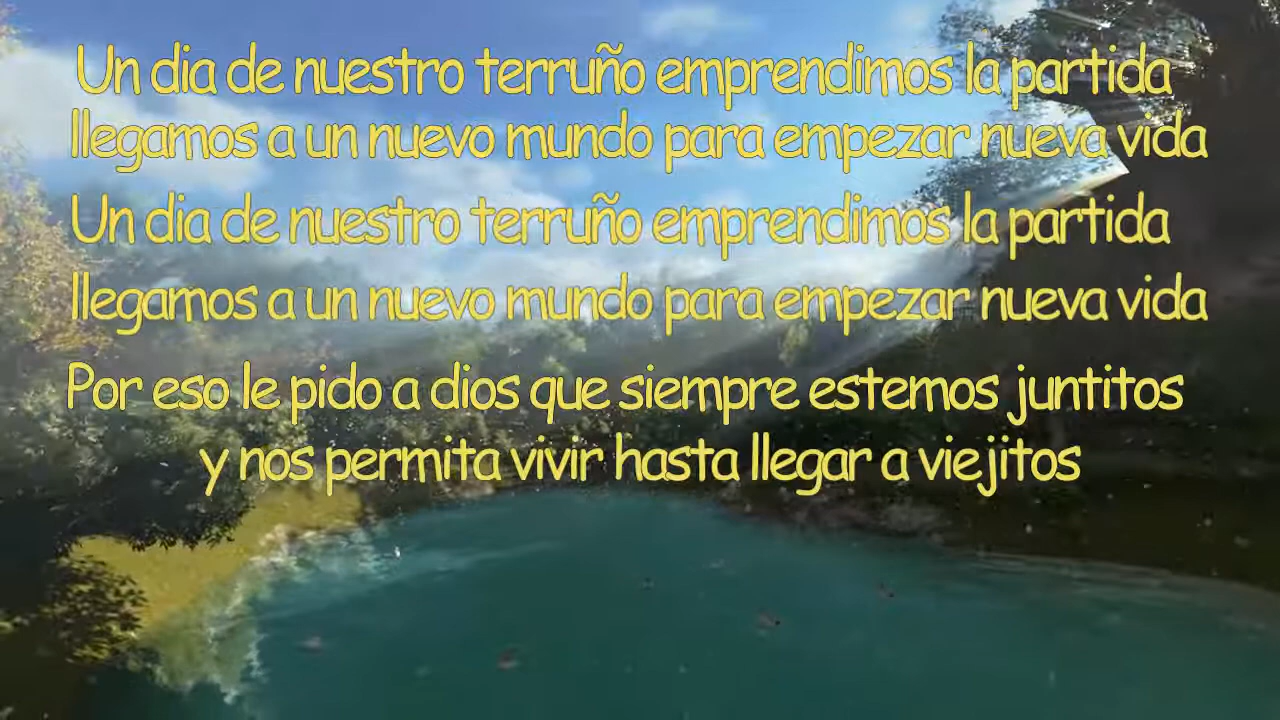 Un dia de nuestro terruño emprendimos la partida
llegamos a un nuevo mundo para empezar nueva vida
Un dia de nuestro terruño emprendimos la partida
llegamos a un nuevo mundo para empezar nueva vida
Por eso le pido a dios que siempre estemos juntitos
y nos permita vivir hasta llegar a viejitos